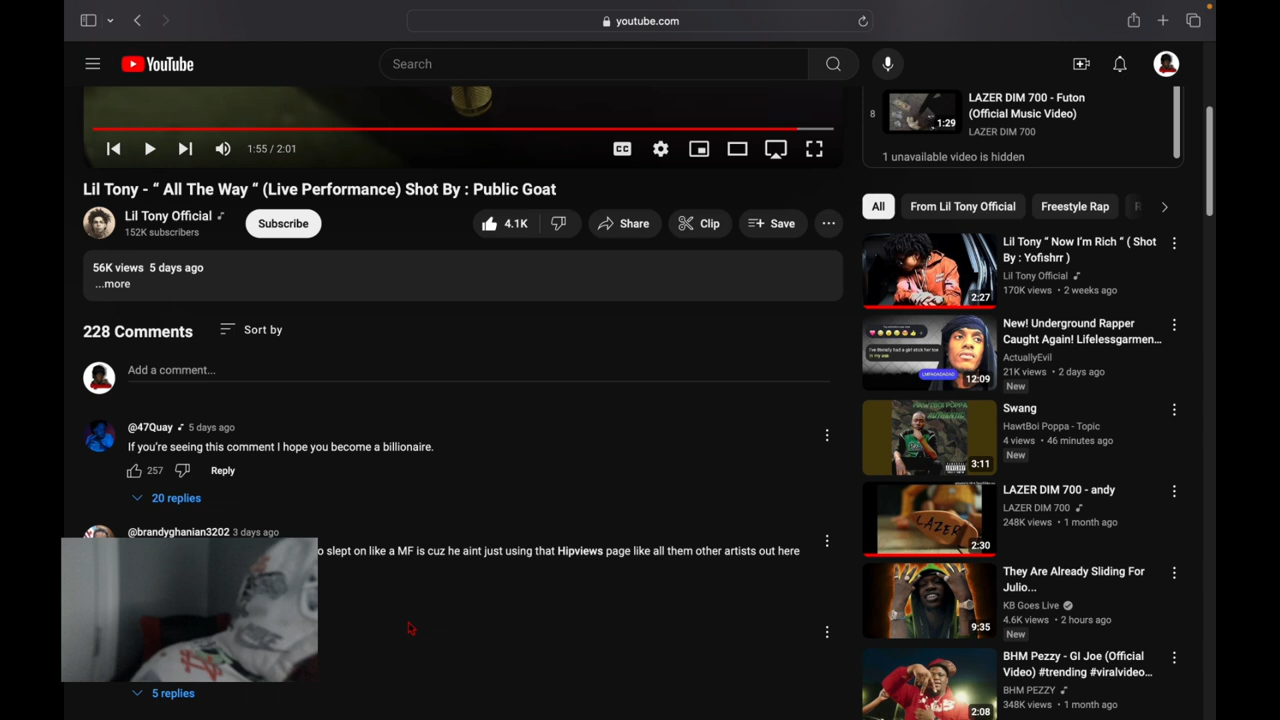 youtube.com
YouTube
Search
1:55 / 2:01
CC
Lil Tony - “ All The Way “ (Live Performance) Shot By : Public Goat
Lil Tony Official
152K subscribers
Subscribe
4.1K
Share
Clip
Save
56K views 5 days ago
...more
228 Comments
Sort by
Add a comment...
@47Quay 5 days ago
If you're seeing this comment I hope you become a billionaire.
257
Reply
20 replies
@brandyghanian3202 3 days ago
o slept on like a MF is cuz he aint just using that Hipviews page like all them other artists out here
5 replies
8
1:29
LAZER DIM 700 - Futon
(Official Music Video)
LAZER DIM 700
1 unavailable video is hidden
All
From Lil Tony Official
Freestyle Rap
2:27
Lil Tony “ Now I’m Rich “ ( Shot
By : Yofishrr )
Lil Tony Official
170K views • 2 weeks ago
LMFAOAOAOAO
12:09
New! Underground Rapper
Caught Again! Lifelessgarmen...
ActuallyEvil
21K views • 2 days ago
New
HAWTBOI POPPA
3:11
Swang
HawtBoi Poppa - Topic
4 views • 46 minutes ago
New
LAZER
2:30
LAZER DIM 700 - andy
LAZER DIM 700
248K views • 1 month ago
9:35
They Are Already Sliding For
Julio...
KB Goes Live
4.6K views • 2 hours ago
New
2:08
BHM Pezzy - GI Joe (Official
Video) #trending #viralvideo...
BHM PEZZY
348K views • 1 month ago